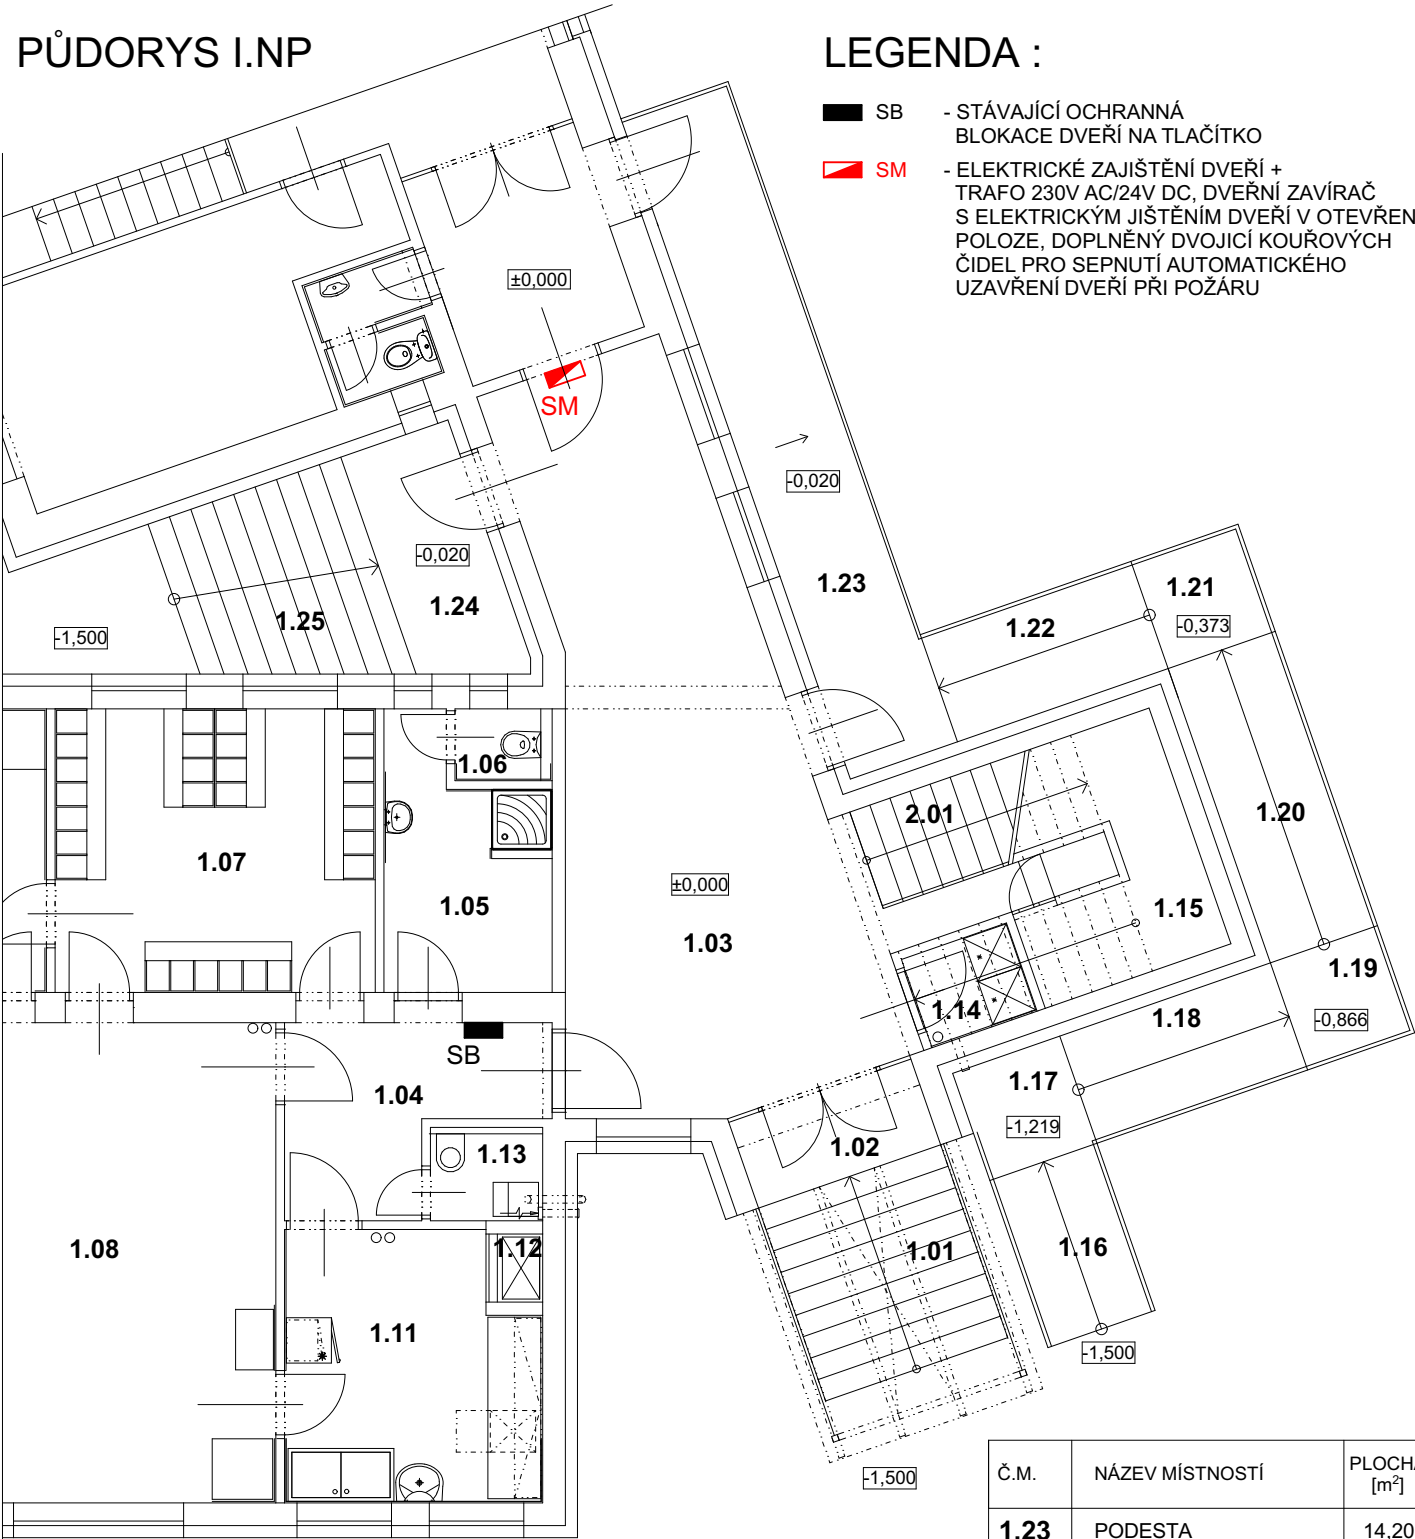 PŮDORYS I.NP
LEGENDA :
SB - STÁVAJÍCÍ OCHRANNÁ
BLOKACE DVEŘÍ NA TLAČÍTKO
SM - ELEKTRICKÉ ZAJIŠTĚNÍ DVEŘÍ +
TRAFO 230V AC/24V DC, DVEŘNÍ ZAVÍRAČ
S ELEKTRICKÝM JIŠTĚNÍM DVEŘÍ V OTEVŘEN
POLOZE, DOPLNĚNÝ DVOJICÍ KOUŘOVÝCH
ČIDEL PRO SEPNUTÍ AUTOMATICKÉHO
UZAVŘENÍ DVEŘÍ PŘI POŽÁRU
±0,000
SM
-0,020
-0,020
1.23
1.21
1.24
1.25
1.22
-0,373
-1,500
1.06
2.01
1.20
1.07
±0,000
1.05
1.15
1.03
1.19
1.14
1.18
-0,866
SB
1.04
1.17
-1,219
1.13
1.02
1.08
1.12
1.01
1.16
1.11
-1,500
-1,500
Č.M. NÁZEV MÍSTNOSTÍ PLOCHA
[m²]
1.23 PODESTA 14,20